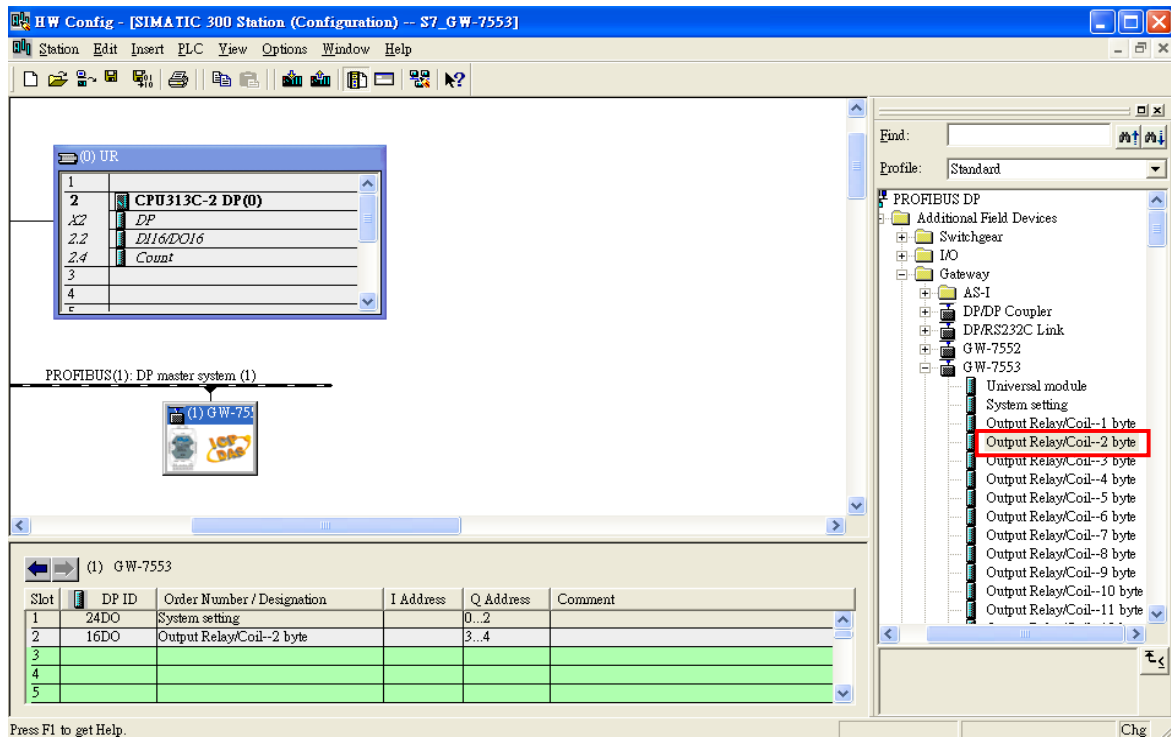 HW Config - [SIMATIC 300 Station (Configuration) -- S7_GW-7553]
Station Edit Insert PLC View Options Window Help
(0) UR
1
2 CPU313C-2 DP(0)
X2 DP
2.2 DI16/DO16
2.4 Count
3
4
PROFIBUS(1): DP master system (1)
(1) GW-755
ICP DAS
Find:
Profile: Standard
PROFIBUS DP
Additional Field Devices
Switchgear
I/O
Gateway
AS-I
DP/DP Coupler
DP/RS232C Link
GW-7552
GW-7553
Universal module
System setting
Output Relay/Coil--1 byte
Output Relay/Coil--2 byte
Output Relay/Coil--3 byte
Output Relay/Coil--4 byte
Output Relay/Coil--5 byte
Output Relay/Coil--6 byte
Output Relay/Coil--7 byte
Output Relay/Coil--8 byte
Output Relay/Coil--9 byte
Output Relay/Coil--10 byte
Output Relay/Coil--11 byte
(1) GW-7553
Slot DP ID Order Number / Designation I Address Q Address Comment
1 24DO System setting 0...2
2 16DO Output Relay/Coil--2 byte 3...4
3
4
5
Press F1 to get Help.
Chg